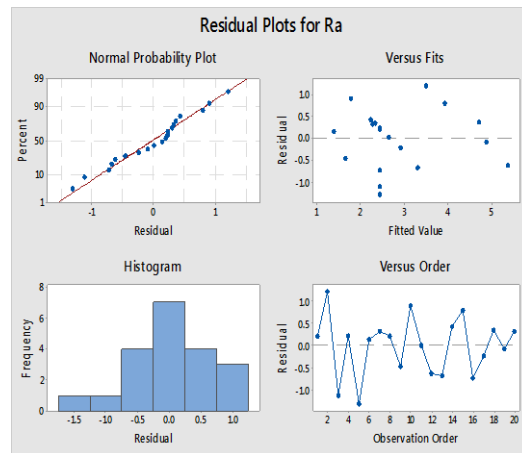 Residual Plots for Ra
Normal Probability Plot
99
90
50
10
1
Percent
-1 0 1
Residual
Versus Fits
1.0
0.5
0.0
-0.5
-1.0
Residual
1 2 3 4 5
Fitted Value
Histogram
8
6
4
2
0
Frequency
-1.5 -1.0 -0.5 0.0 0.5 1.0
Residual
Versus Order
1.0
0.5
0.0
-0.5
-1.0
Residual
2 4 6 8 10 12 14 16 18 20
Observation Order